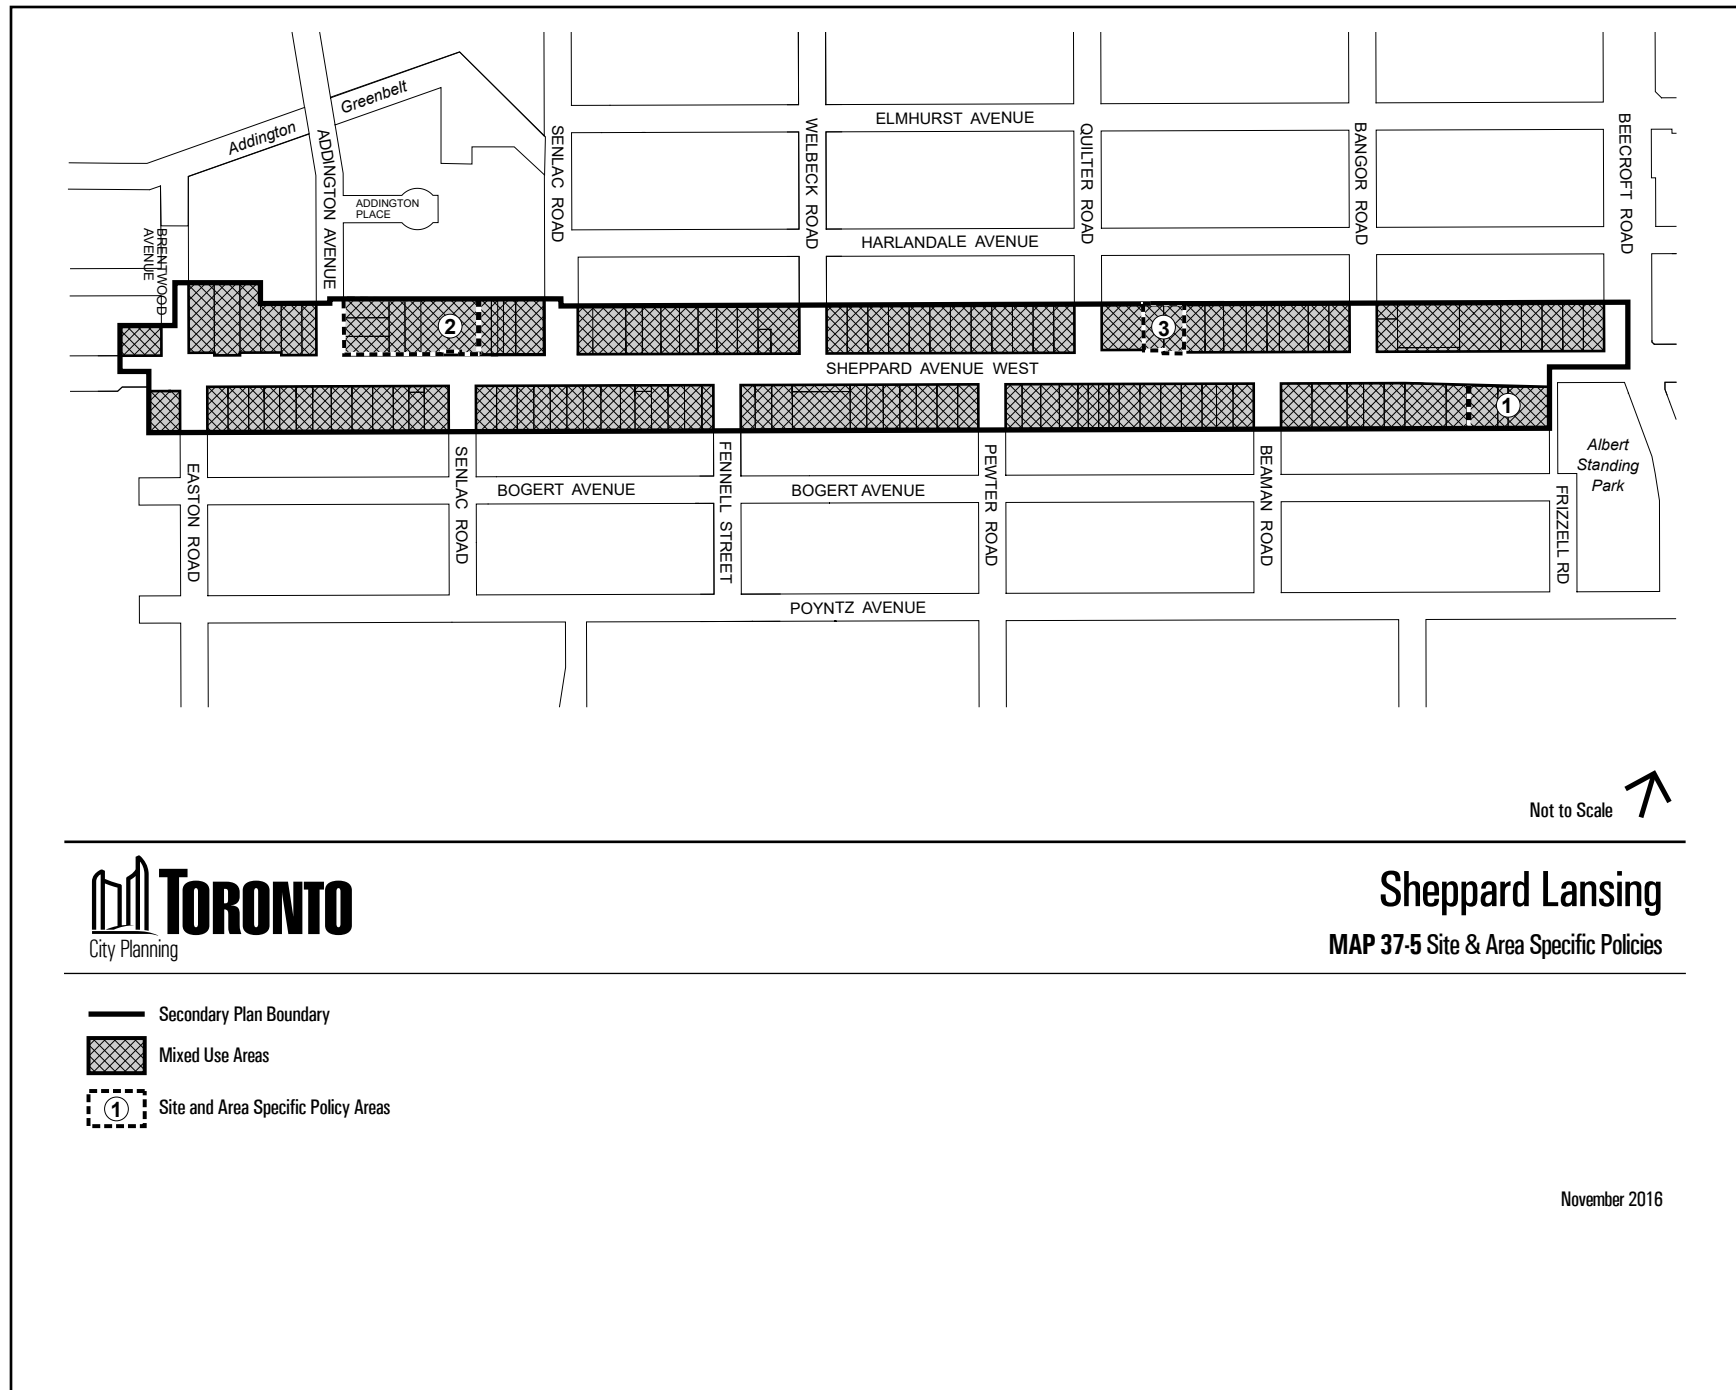 Addington Greenbelt
ELMHURST AVENUE
ADDINGTON AVENUE
SENLAC ROAD
WELBECK ROAD
QUILTER ROAD
BANGOR ROAD
BEECROFT ROAD
ADDINGTON
PLACE
BRENTWOOD
AVENUE
HARLANDALE AVENUE
2
3
SHEPPARD AVENUE WEST
1
EASTON ROAD
SENLAC ROAD
FENNELL STREET
PEWTER ROAD
BEAMAN ROAD
FRIZZELL RD
Albert
Standing
Park
BOGERT AVENUE
BOGERT AVENUE
POYNTZ AVENUE
Not to Scale
TORONTO
City Planning
Sheppard Lansing
MAP 37-5 Site & Area Specific Policies
Secondary Plan Boundary
Mixed Use Areas
1 Site and Area Specific Policy Areas
November 2016